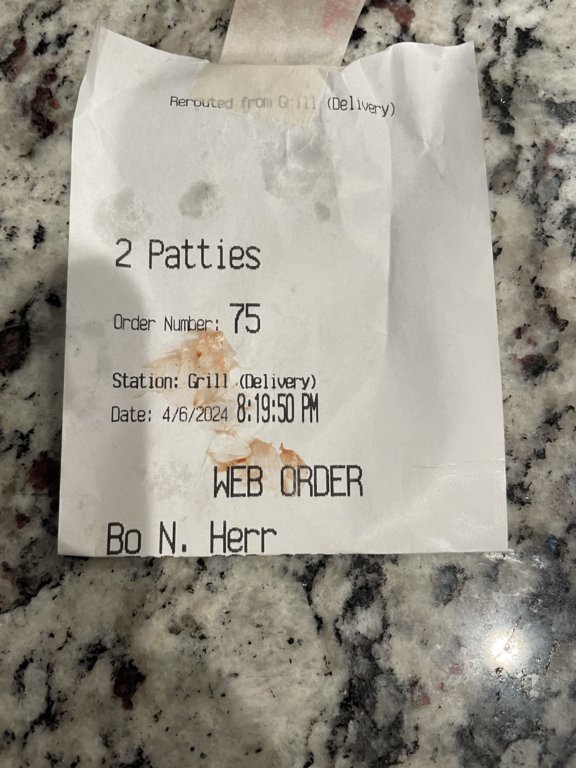 Rerouted from Grill (Delivery)
2 Patties
Order Number: 75
Station: Grill (Delivery)
Date: 4/6/2024 8:19:50 PM
WEB ORDER
Bo N. Herr